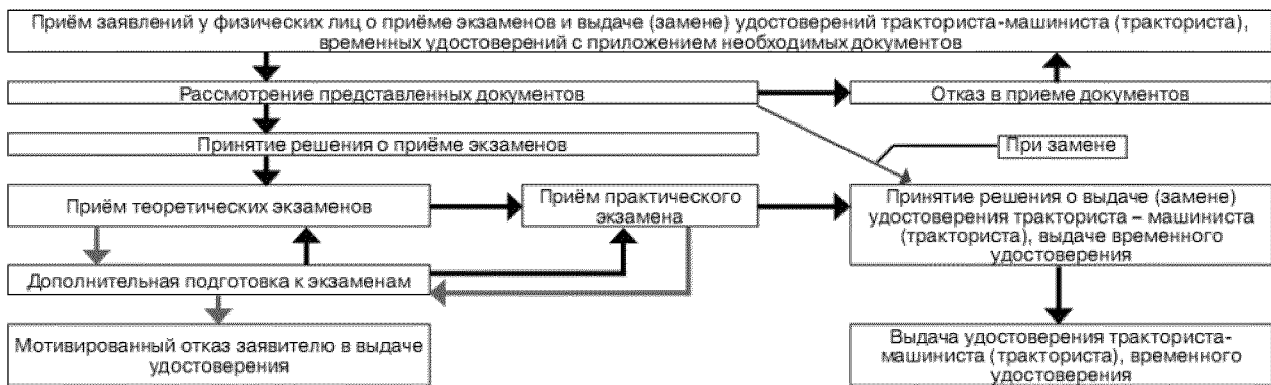 Приём заявлений у физических лиц о приёме экзаменов и выдаче (замене) удостоверений тракториста-машиниста (тракториста),
временных удостоверений с приложением необходимых документов
Рассмотрение представленных документов
Отказ в приеме документов
Принятие решения о приёме экзаменов
При замене
Приём теоретических экзаменов
Приём практического
экзамена
Принятие решения о выдаче (замене)
удостоверения тракториста – машиниста
(тракториста), выдаче временного
удостоверения
Дополнительная подготовка к экзаменам
Мотивированный отказ заявителю в выдаче
удостоверения
Выдача удостоверения тракториста-
машиниста (тракториста), временного
удостоверения